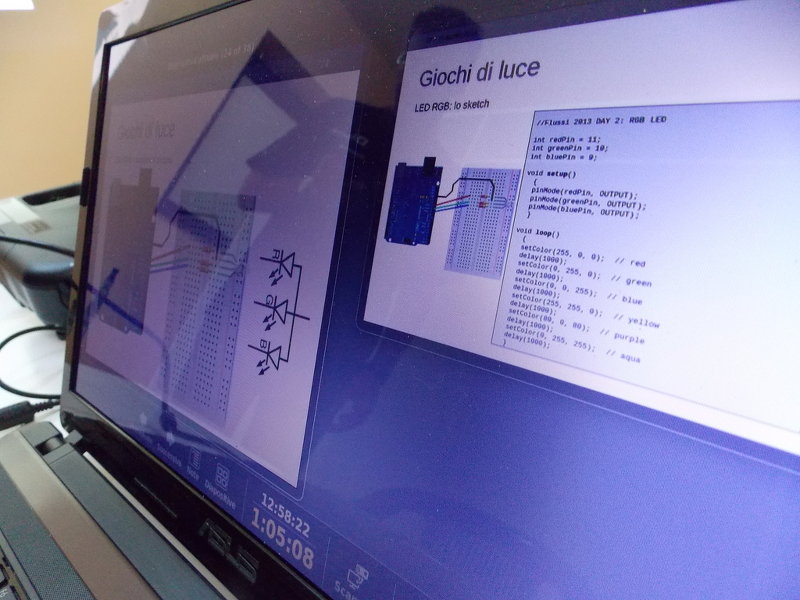 Giochi di luce
Giochi di luce
LED RGB: lo sketch
//Flussi 2013 DAY 2: RGB LED
int redPin = 11;
int greenPin = 10;
int bluePin = 9;
void setup()
{
pinMode(redPin, OUTPUT);
pinMode(greenPin, OUTPUT);
pinMode(bluePin, OUTPUT);
}
void loop()
{
setColor(255, 0, 0); // red
delay(1000);
setColor(0, 255, 0); // green
delay(1000);
setColor(0, 0, 255); // blue
delay(1000);
setColor(255, 255, 0); // yellow
delay(1000);
setColor(80, 0, 80); // purple
delay(1000);
setColor(0, 255, 255); // aqua
delay(1000);
}
R
G
B
Note
Diapositive
12:58:22
1:05:08
ASUS